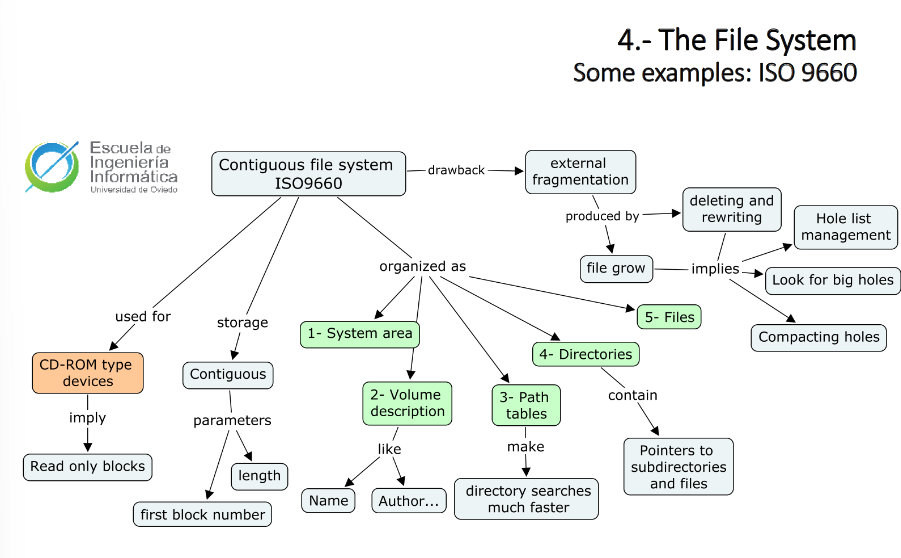 4.- The File System
Some examples: ISO 9660
Escuela de
Ingeniería
Informática
Universidad de Oviedo
Contiguous file system
ISO9660
drawback
external
fragmentation
produced by
deleting and
rewriting
file grow
implies
Hole list
management
Look for big holes
Compacting holes
organized as
used for
storage
1- System area
5- Files
4- Directories
CD-ROM type
devices
Contiguous
2- Volume
description
3- Path
tables
contain
imply
parameters
like
make
Read only blocks
length
first block number
Name
Author...
directory searches
much faster
Pointers to
subdirectories
and files